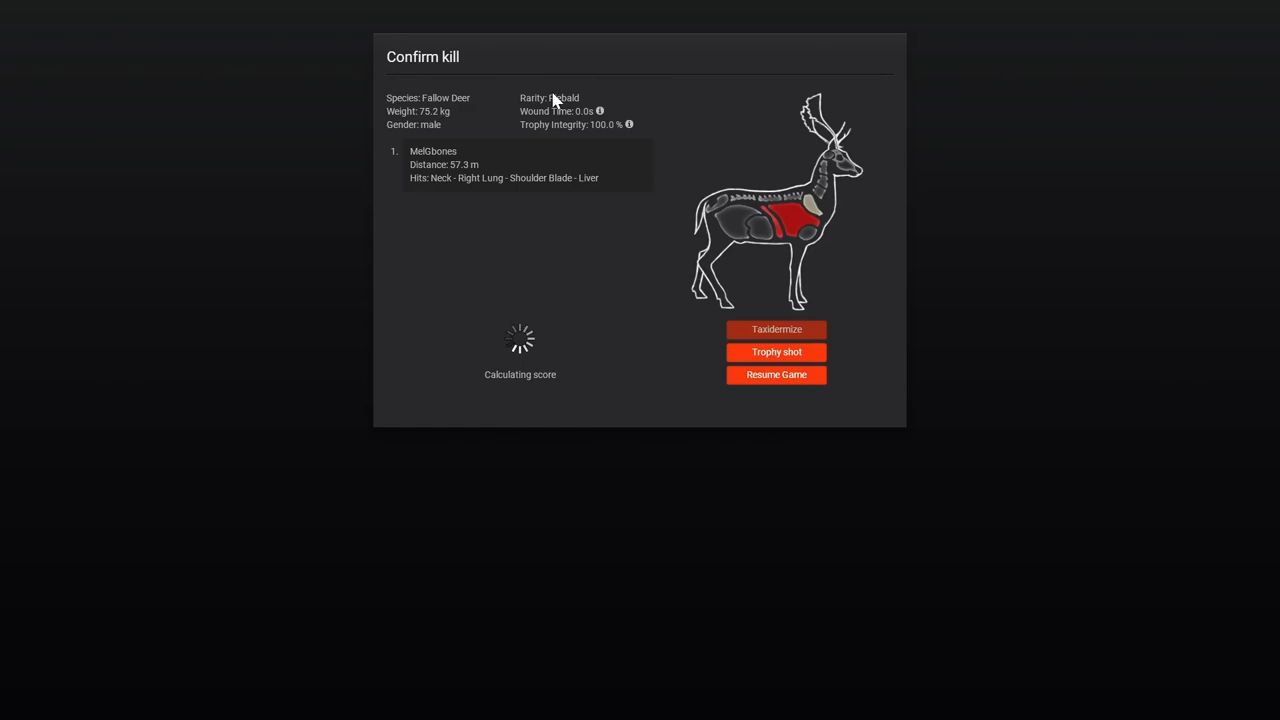 Confirm kill
Species: Fallow Deer
Rarity:
Weight: 75.2 kg
Wound Time: 0.0s
Gender: male
Trophy Integrity: 100.0 %
1. MelGbones
Distance: 57.3 m
Hits: Neck - Right Lung - Shoulder Blade - Liver
Calculating score
Taxidermize
Trophy shot
Resume Game